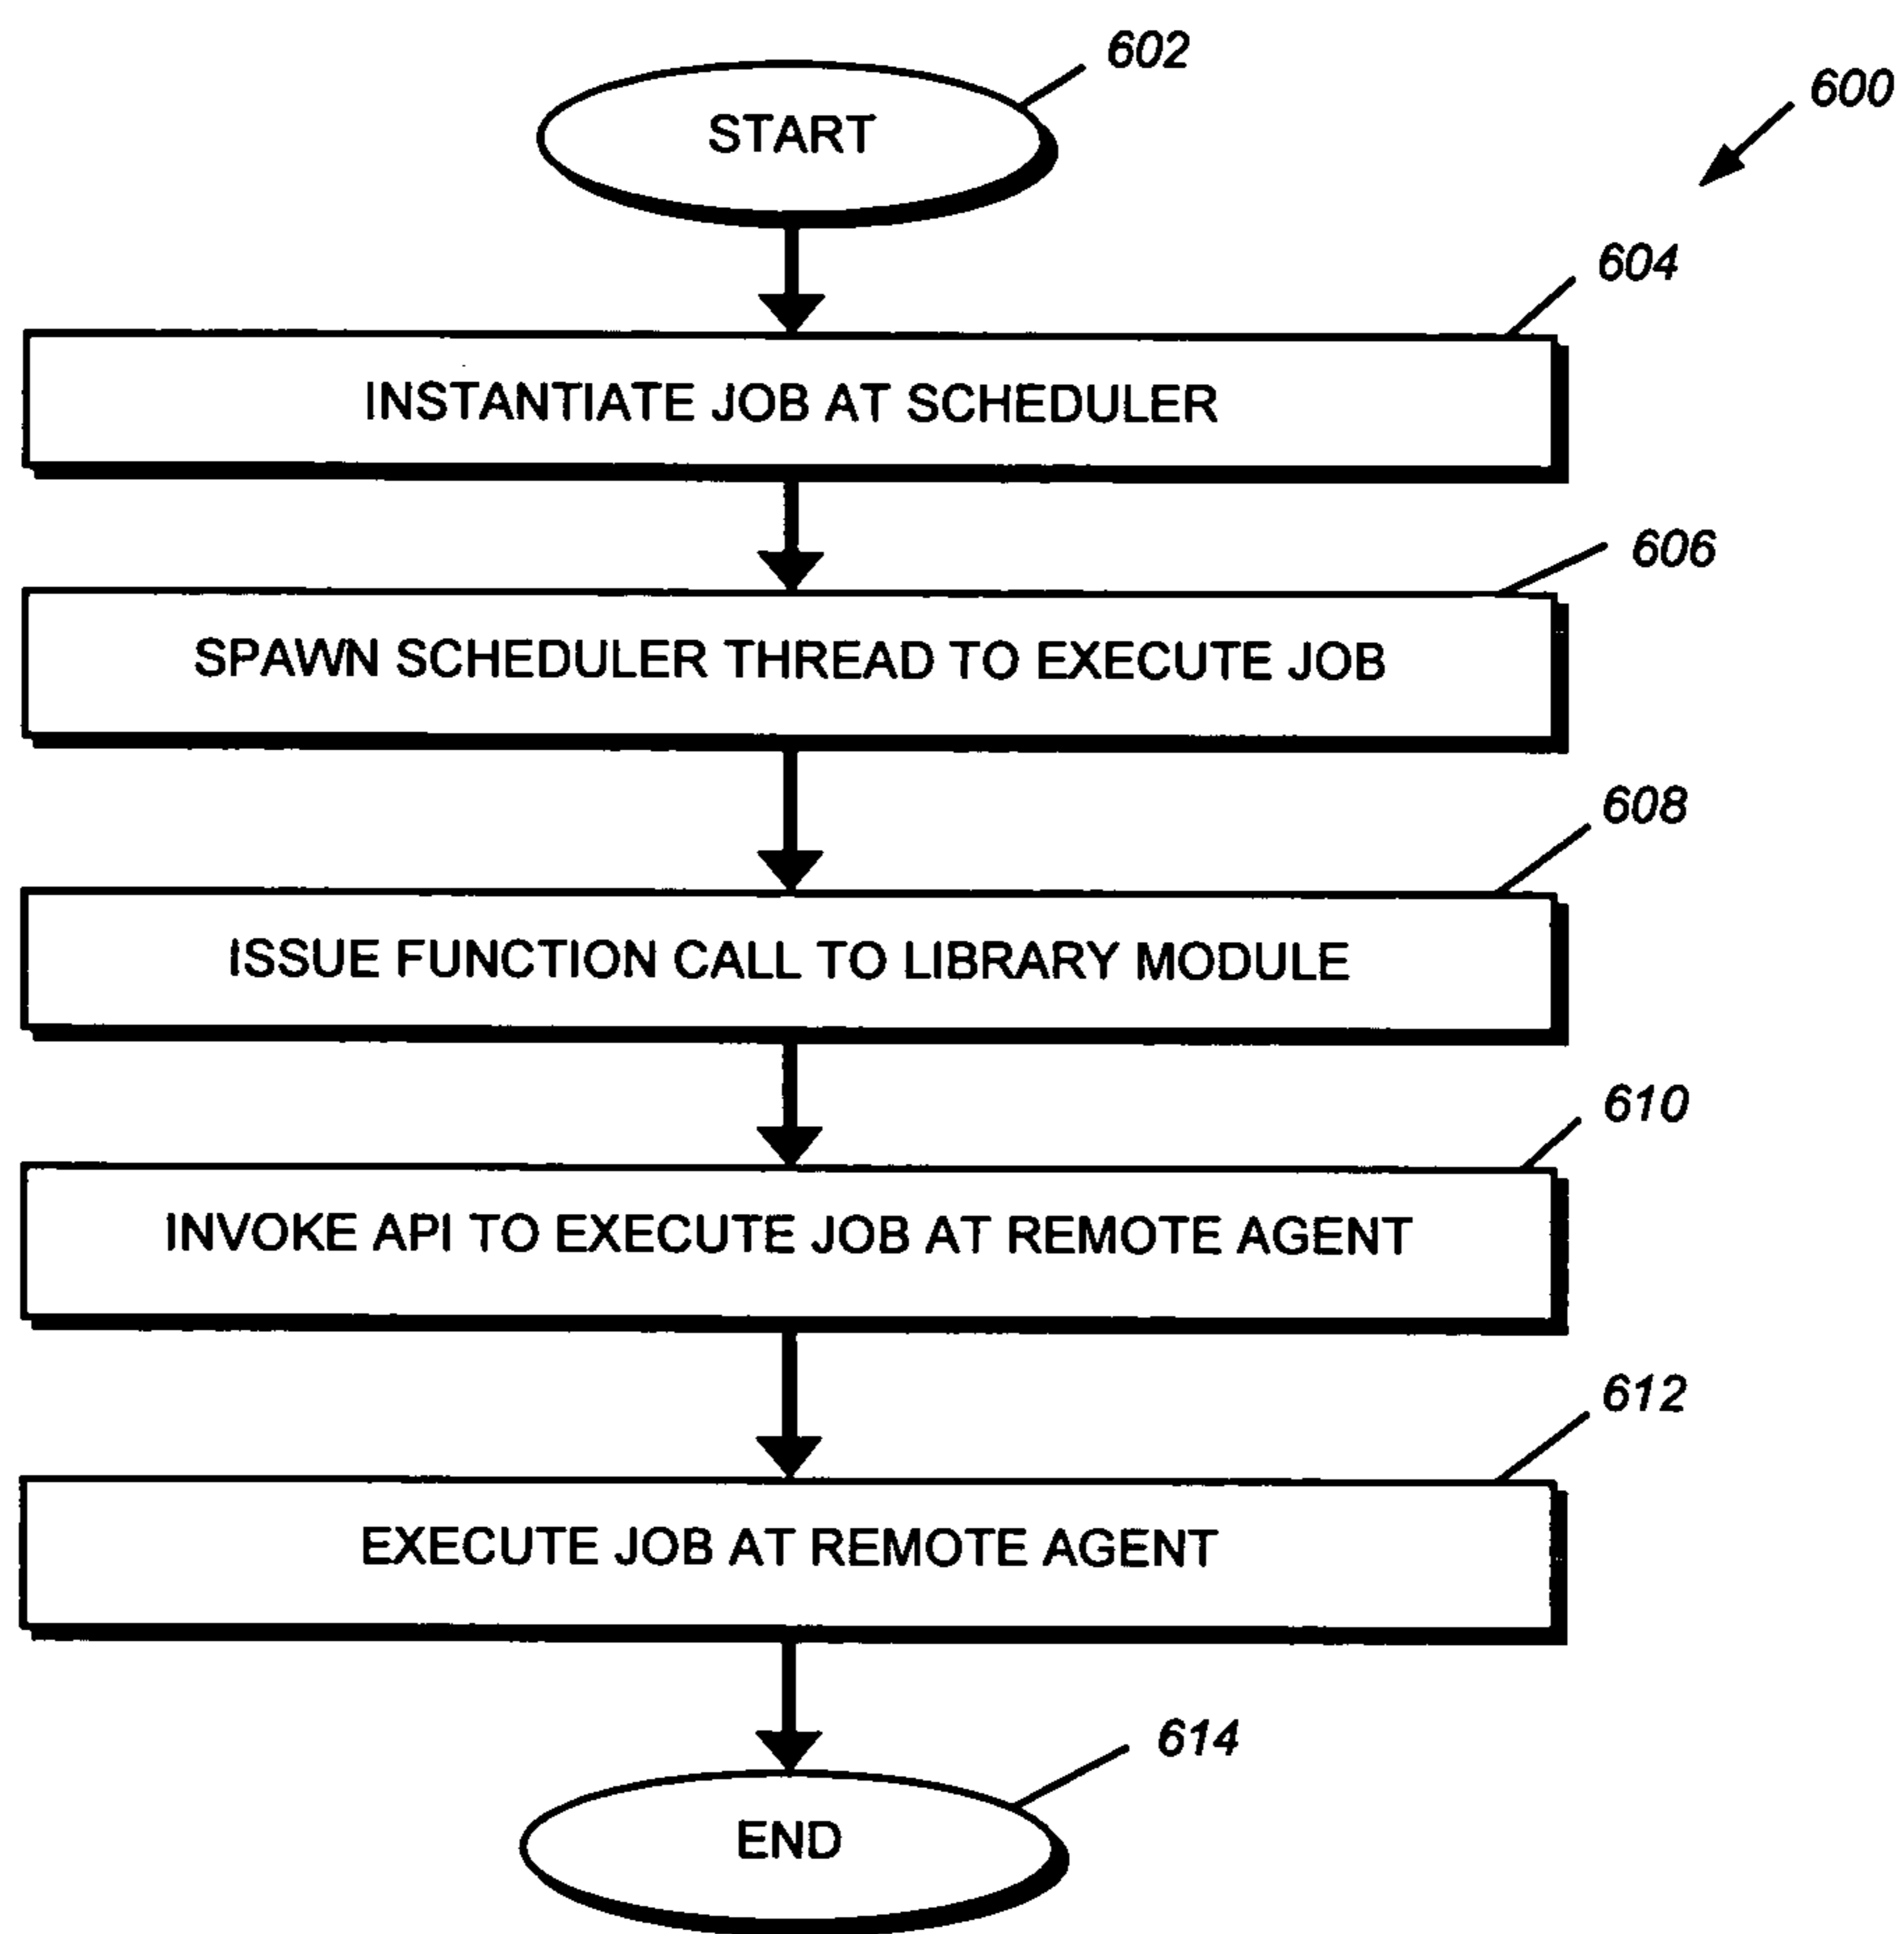 602
600
START
604
INSTANTIATE JOB AT SCHEDULER
606
SPAWN SCHEDULER THREAD TO EXECUTE JOB
608
ISSUE FUNCTION CALL TO LIBRARY MODULE
610
INVOKE API TO EXECUTE JOB AT REMOTE AGENT
612
EXECUTE JOB AT REMOTE AGENT
614
END